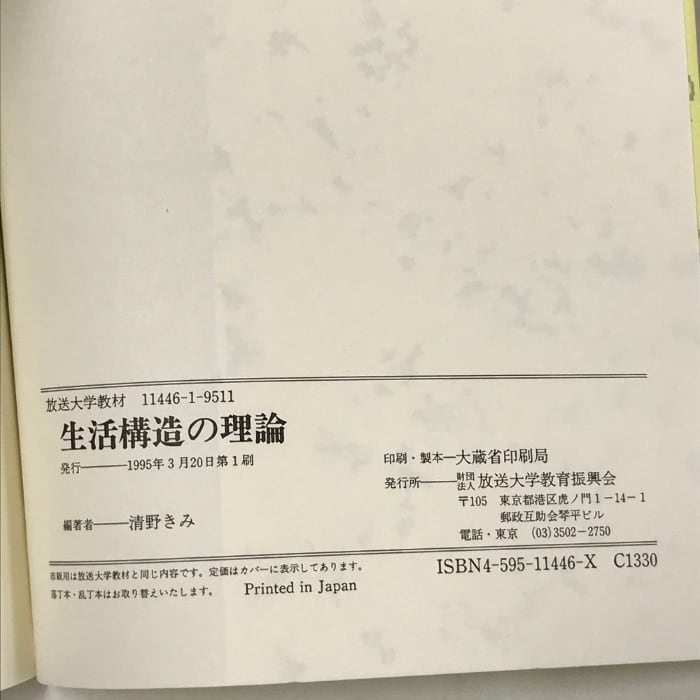 放送大学教材 11446-1-9511
生活構造の理論
発行――1995年3月20日第1刷
編著者――清野きみ
印刷・製本―大蔵省印刷局
発行所――財団法人 放送大学教育振興会
〒105 東京都港区虎ノ門1-14-1
郵政互助会琴平ビル
電話・東京 (03)3502-2750
市販用は放送大学教材と同じ内容です。定価はカバーに表示してあります。
落丁本・乱丁本はお取り替えいたします。 Printed in Japan
ISBN4-595-11446-X C1330